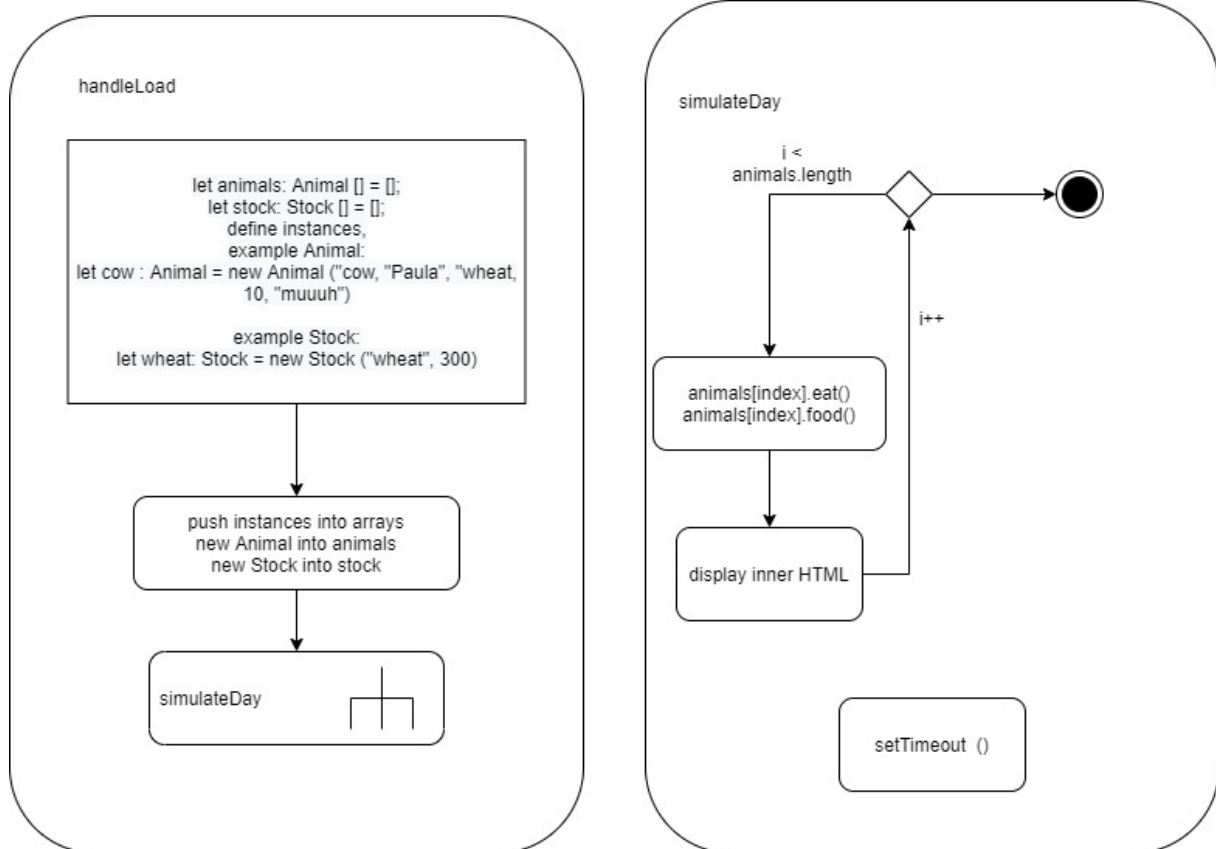 handleLoad
let animals: Animal [] = [];
let stock: Stock [] = [];
define instances,
example Animal:
let cow : Animal = new Animal ("cow, "Paula", "wheat,
10, "muuuh")
example Stock:
let wheat: Stock = new Stock ("wheat", 300)
push instances into arrays
new Animal into animals
new Stock into stock
simulateDay
simulateDay
i <
animals.length
i++
animals[index].eat()
animals[index].food()
display inner HTML
setTimeout ()